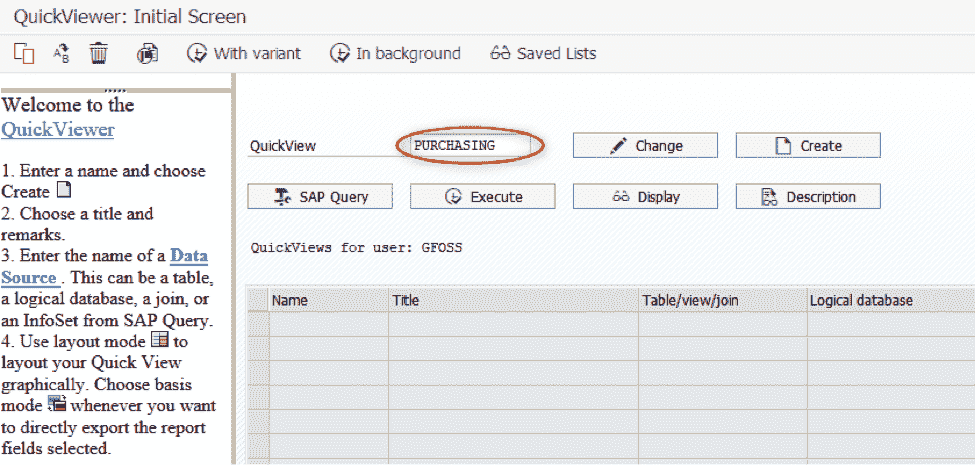 QuickViewer: Initial Screen
With variant
In background
Saved Lists
Welcome to the
QuickViewer
1. Enter a name and choose
Create
2. Choose a title and
remarks.
3. Enter the name of a Data
Source . This can be a table,
a logical database, a join, or
an InfoSet from SAP Query.
4. Use layout mode to
layout your Quick View
graphically. Choose basis
mode whenever you want
to directly export the report
fields selected.
QuickView PURCHASING Change Create
SAP Query Execute Display Description
QuickViews for user: GFOSS
Name Title Table/view/join Logical database